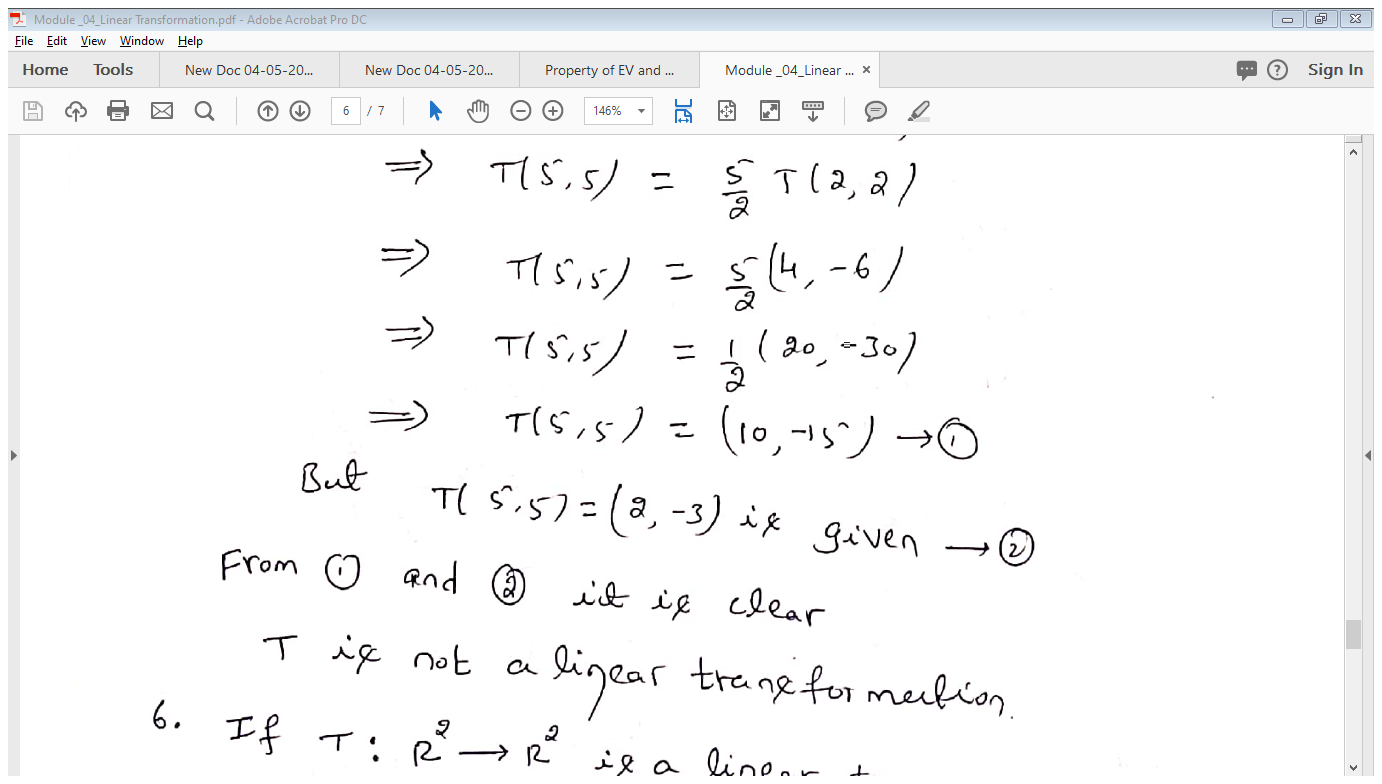 Module _04_Linear Transformation.pdf - Adobe Acrobat Pro DC
File Edit View Window Help
Home Tools New Doc 04-05-20... New Doc 04-05-20... Property of EV and ... Module _04_Linear ... × Sign In
6 / 7 146%
⇒ T(5,5) = 5/2 T(2,2)
⇒ T(5,5) = 5/2 (4, -6)
⇒ T(5,5) = 1/2 (20, -30)
⇒ T(5,5) = (10, -15) → ①
But T(5,5) = (2, -3) is given → ②
From ① and ② it is clear
T is not a linear transformation.
6. If T : R² → R² is a linear